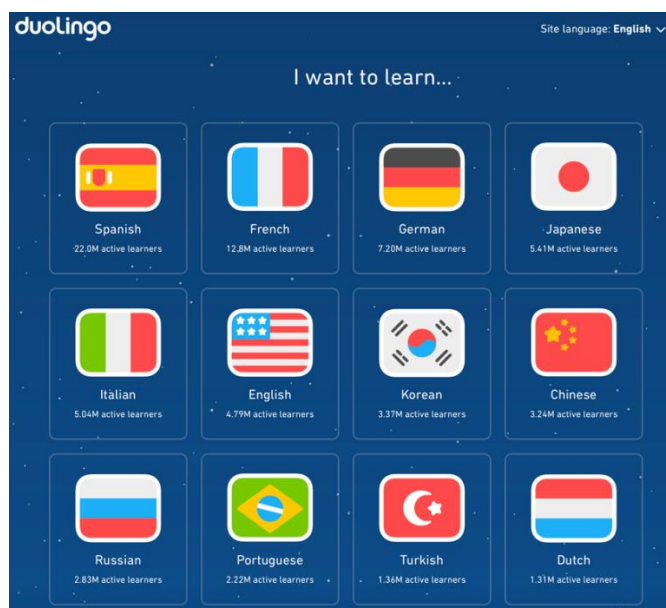 duolingo
Site language: English
I want to learn...
Spanish
22.0M active learners
French
12.8M active learners
German
7.20M active learners
Japanese
5.41M active learners
Italian
5.04M active learners
English
4.79M active learners
Korean
3.37M active learners
Chinese
3.24M active learners
Russian
2.83M active learners
Portuguese
2.22M active learners
Turkish
1.36M active learners
Dutch
1.31M active learners